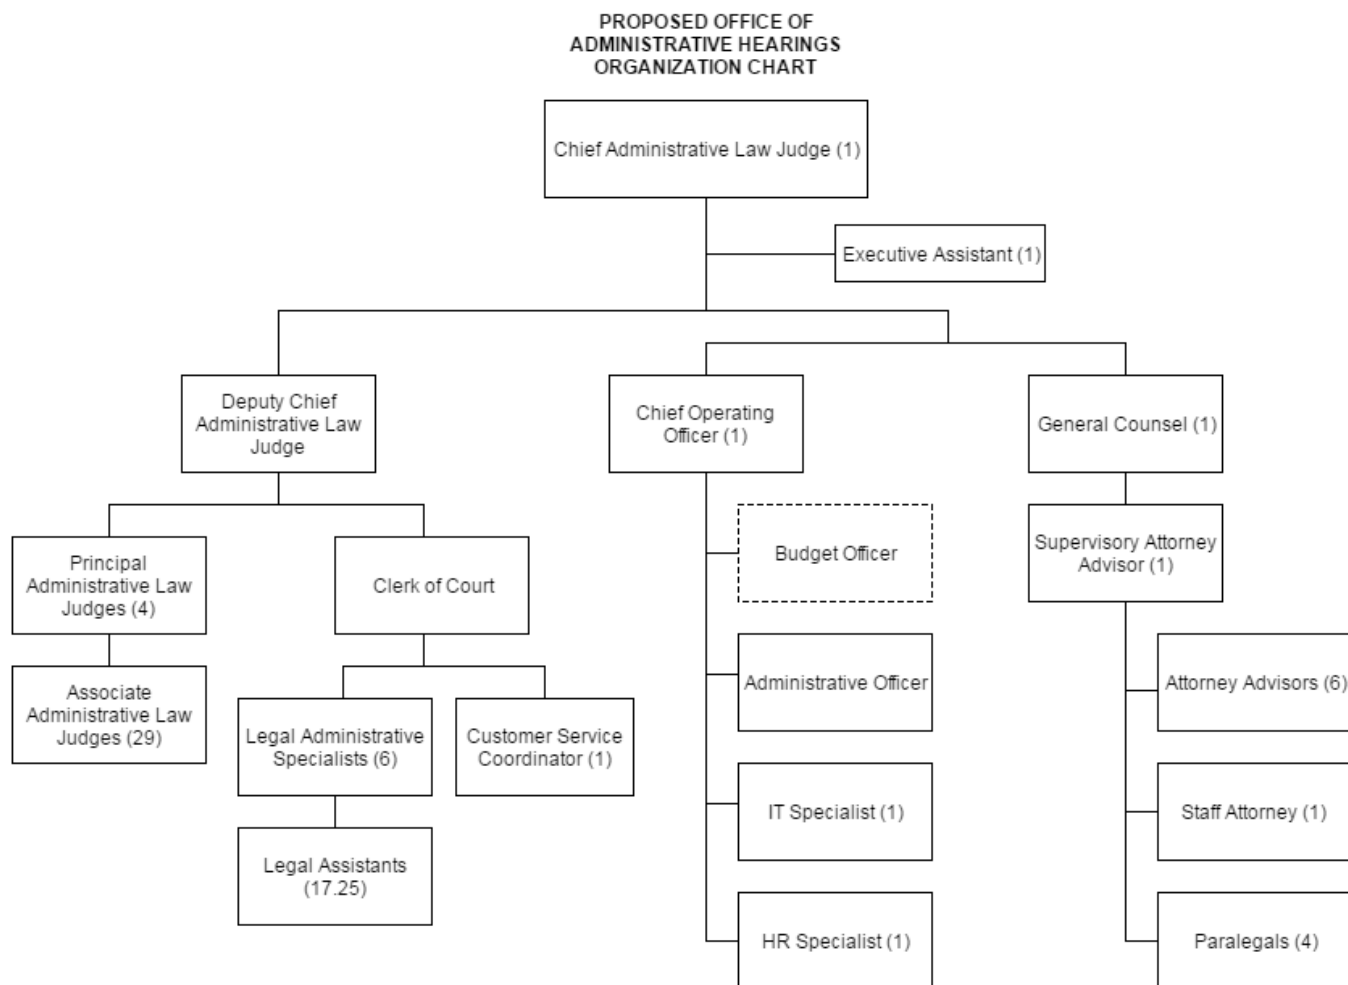 PROPOSED OFFICE OF
ADMINISTRATIVE HEARINGS
ORGANIZATION CHART
Chief Administrative Law Judge (1)
Executive Assistant (1)
Deputy Chief
Administrative Law
Judge
Chief Operating
Officer (1)
General Counsel (1)
Principal
Administrative Law
Judges (4)
Clerk of Court
Budget Officer
Supervisory Attorney
Advisor (1)
Associate
Administrative Law
Judges (29)
Legal Administrative
Specialists (6)
Customer Service
Coordinator (1)
Administrative Officer
Attorney Advisors (6)
Legal Assistants
(17.25)
IT Specialist (1)
Staff Attorney (1)
HR Specialist (1)
Paralegals (4)